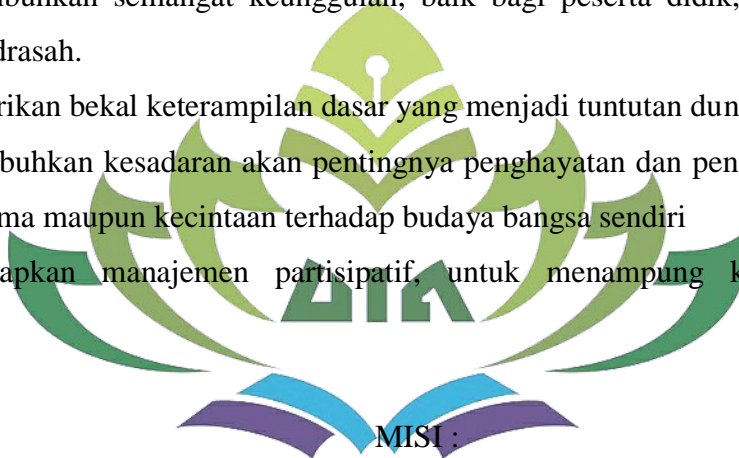 buhkan semangat keunggulan, baik bagi peserta didik,
drasah.
rikan bekal keterampilan dasar yang menjadi tuntutan dun
buhkan kesadaran akan pentingnya penghayatan dan pen
ma maupun kecintaan terhadap budaya bangsa sendiri
apkan manajemen partisipatif, untuk menampung k
MISI :